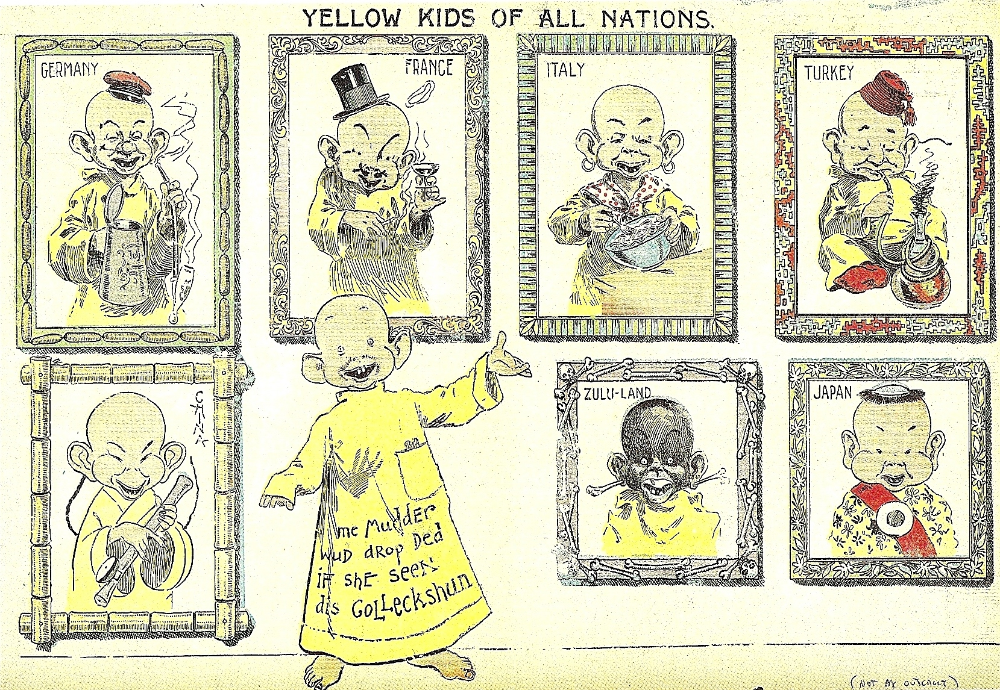 YELLOW KIDS OF ALL NATIONS.
GERMANY
FRANCE
ITALY
TURKEY
CHINA
ZULU-LAND
JAPAN
me Mudder
wuD dRop Ded
if shE seen
dis GoLLeckshun
(NOT BY OUTCAULT)